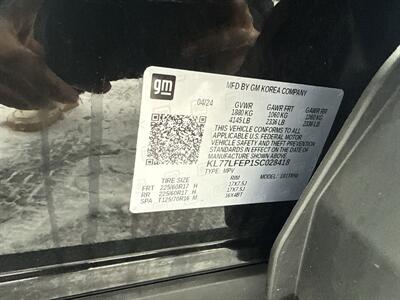 gm
MFD BY GM KOREA COMPANY
04/24 GVWR GAWR FRT GAWR RR
1880 KG 1060 KG 1060 KG
4145 LB 2336 LB 2336 LB
THIS VEHICLE CONFORMS TO ALL
APPLICABLE U.S. FEDERAL MOTOR
VEHICLE SAFETY AND THEFT PREVENTION
STANDARDS IN EFFECT ON THE DATE OF
MANUFACTURE SHOWN ABOVE.
KL77LFEP1SC028418
TYPE: MPV
TIRE SIZE RIM MODEL:
FRT 225/60R17 H 17X7.5J
RR 225/60R17 H 17X7.5J
SPA T125/70R16 M 16X4BT